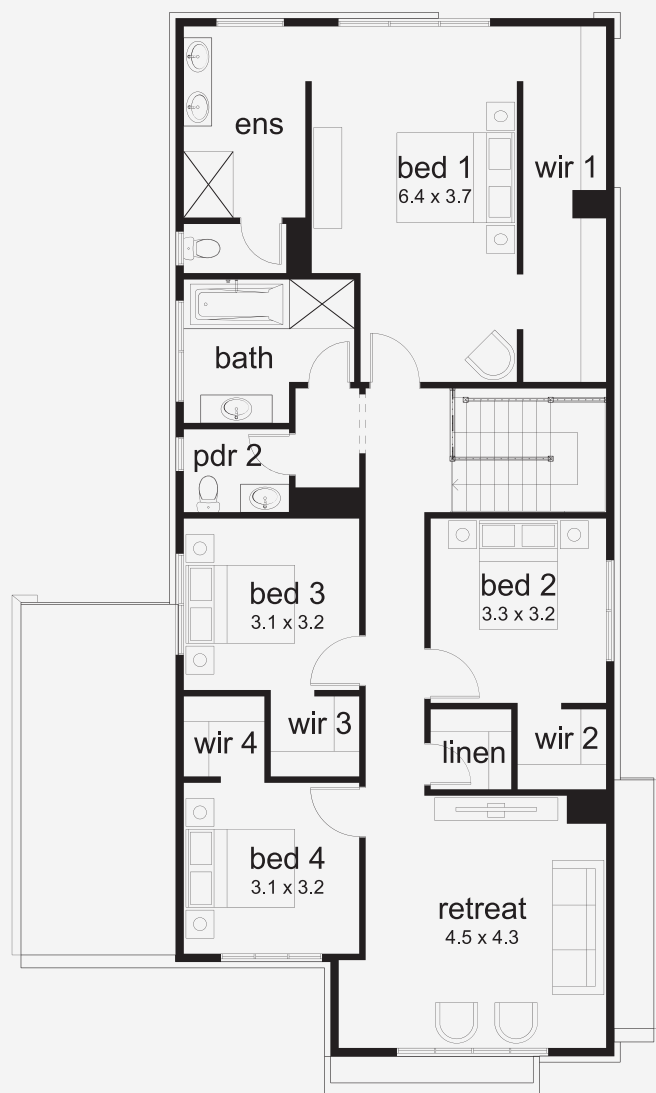 ens
bed 1
6.4 x 3.7
wir 1
bath
pdr 2
bed 3
3.1 x 3.2
bed 2
3.3 x 3.2
wir 3
wir 4
linen
wir 2
bed 4
3.1 x 3.2
retreat
4.5 x 4.3